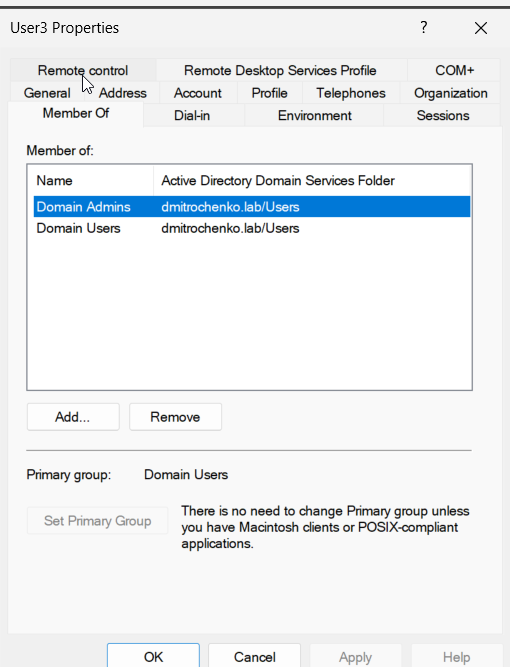 User3 Properties ? ✕
Remote control Remote Desktop Services Profile COM+
General Address Account Profile Telephones Organization
Member Of Dial-in Environment Sessions
Member of:
Name Active Directory Domain Services Folder
Domain Admins dmitrochenko.lab/Users
Domain Users dmitrochenko.lab/Users
Add... Remove
Primary group: Domain Users
Set Primary Group
There is no need to change Primary group unless
you have Macintosh clients or POSIX-compliant
applications.
OK Cancel Apply Help